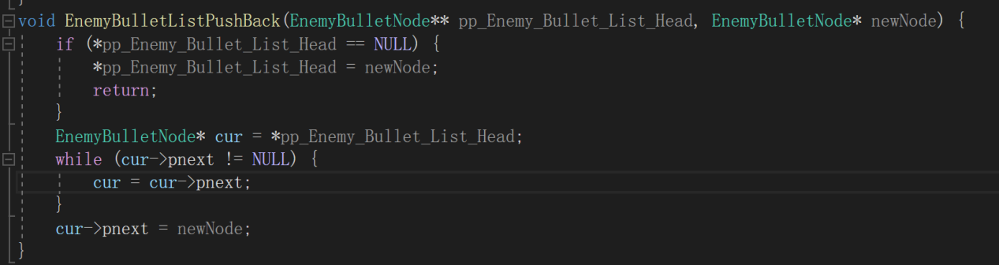 void EnemyBulletListPushBack(EnemyBulletNode** pp_Enemy_Bullet_List_Head, EnemyBulletNode* newNode) {
    if (*pp_Enemy_Bullet_List_Head == NULL) {
        *pp_Enemy_Bullet_List_Head = newNode;
        return;
    }
    EnemyBulletNode* cur = *pp_Enemy_Bullet_List_Head;
    while (cur->pnext != NULL) {
        cur = cur->pnext;
    }
    cur->pnext = newNode;
}